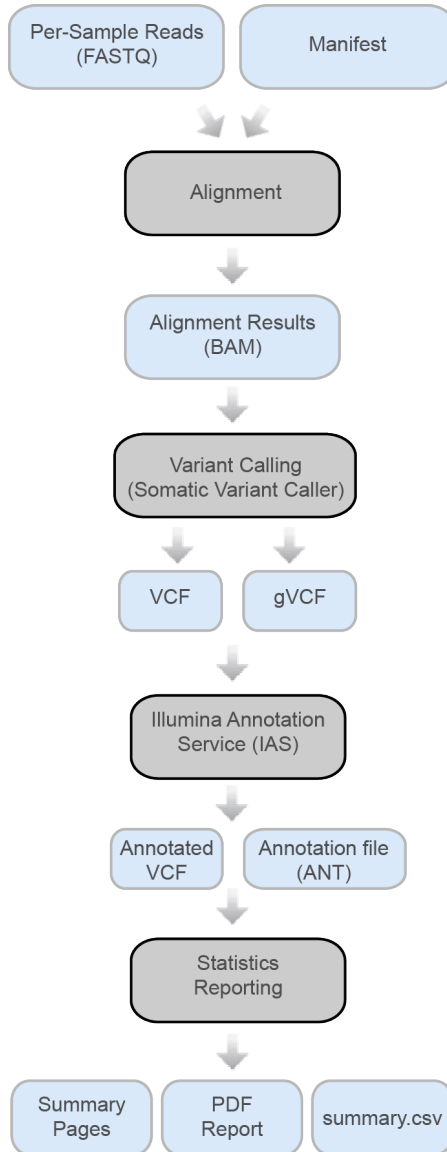 Per-Sample Reads
(FASTQ)
Manifest
Alignment
Alignment Results
(BAM)
Variant Calling
(Somatic Variant Caller)
VCF
gVCF
Illumina Annotation
Service (IAS)
Annotated
VCF
Annotation file
(ANT)
Statistics
Reporting
Summary
Pages
PDF
Report
summary.csv